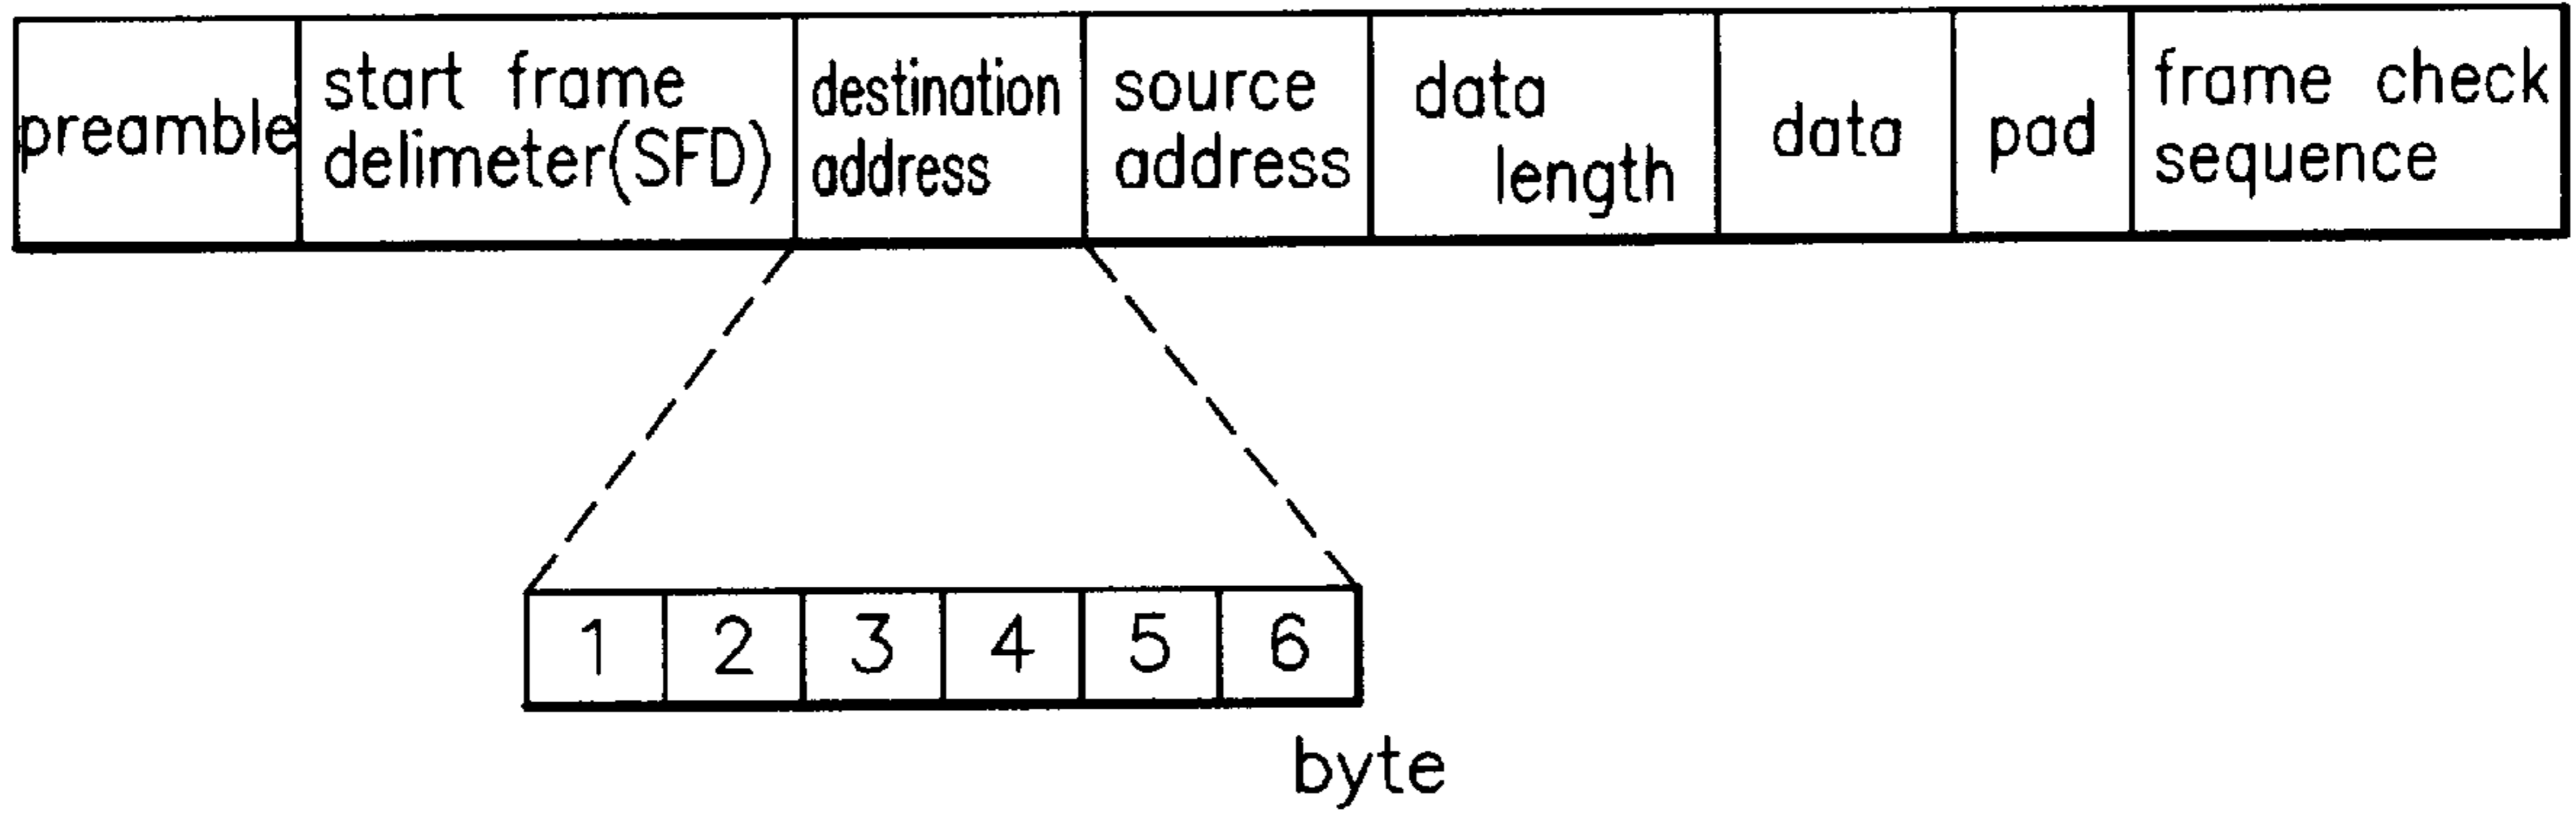 preamble
start frame
delimeter(SFD)
destination
address
source
address
data
length
data
pad
frame check
sequence
1 2 3 4 5 6
byte